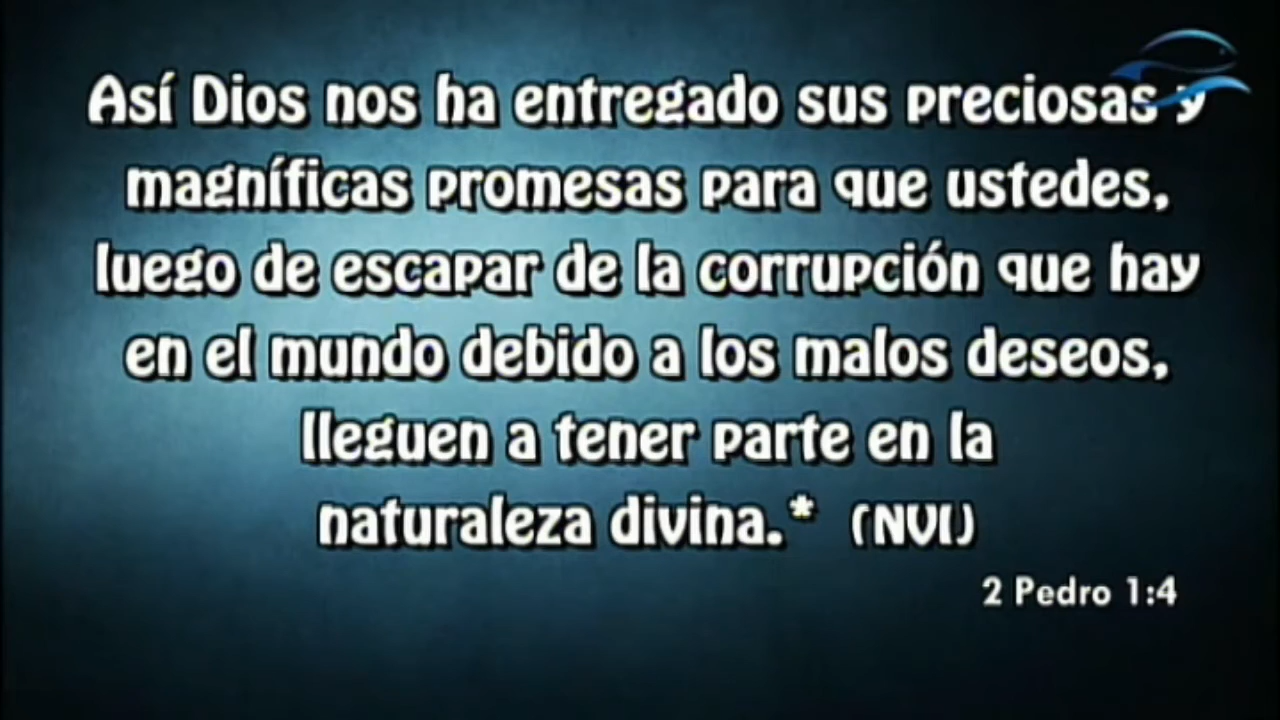 Así Dios nos ha entregado sus preciosas y
magníficas promesas para que ustedes,
luego de escapar de la corrupción que hay
en el mundo debido a los malos deseos,
lleguen a tener parte en la
naturaleza divina.* (NVI)
2 Pedro 1:4